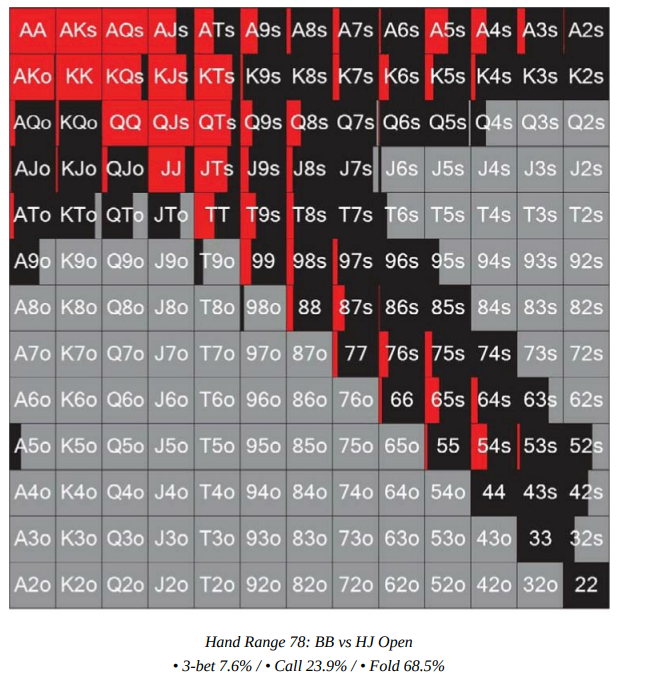 AA AKs AQs AJs ATs A9s A8s A7s A6s A5s A4s A3s A2s
AKo KK KQs KJs KTs K9s K8s K7s K6s K5s K4s K3s K2s
AQo KQo QQ QJs QTs Q9s Q8s Q7s Q6s Q5s Q4s Q3s Q2s
AJo KJo QJo JJ JTs J9s J8s J7s J6s J5s J4s J3s J2s
ATo KTo QTo JTo TT T9s T8s T7s T6s T5s T4s T3s T2s
A9o K9o Q9o J9o T9o 99 98s 97s 96s 95s 94s 93s 92s
A8o K8o Q8o J8o T8o 98o 88 87s 86s 85s 84s 83s 82s
A7o K7o Q7o J7o T7o 97o 87o 77 76s 75s 74s 73s 72s
A6o K6o Q6o J6o T6o 96o 86o 76o 66 65s 64s 63s 62s
A5o K5o Q5o J5o T5o 95o 85o 75o 65o 55 54s 53s 52s
A4o K4o Q4o J4o T4o 94o 84o 74o 64o 54o 44 43s 42s
A3o K3o Q3o J3o T3o 93o 83o 73o 63o 53o 43o 33 32s
A2o K2o Q2o J2o T2o 92o 82o 72o 62o 52o 42o 32o 22
Hand Range 78: BB vs HJ Open
• 3-bet 7.6% / • Call 23.9% / • Fold 68.5%